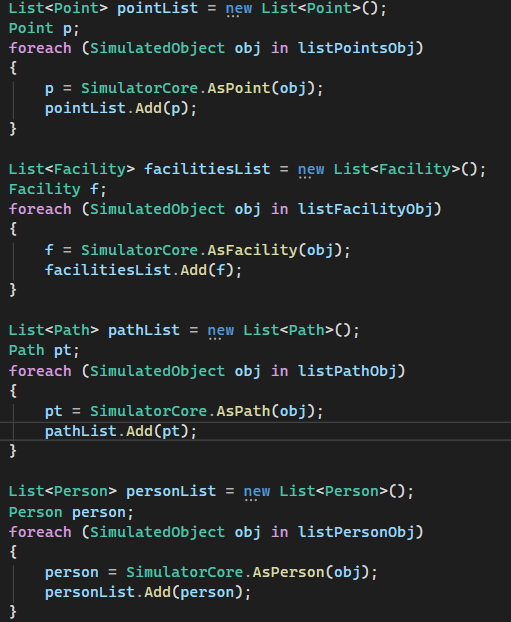 List<Point> pointList = new List<Point>();
Point p;
foreach (SimulatedObject obj in listPointsObj)
{
    p = SimulatorCore.AsPoint(obj);
    pointList.Add(p);
}

List<Facility> facilitiesList = new List<Facility>();
Facility f;
foreach (SimulatedObject obj in listFacilityObj)
{
    f = SimulatorCore.AsFacility(obj);
    facilitiesList.Add(f);
}

List<Path> pathList = new List<Path>();
Path pt;
foreach (SimulatedObject obj in listPathObj)
{
    pt = SimulatorCore.AsPath(obj);
    pathList.Add(pt);
}

List<Person> personList = new List<Person>();
Person person;
foreach (SimulatedObject obj in listPersonObj)
{
    person = SimulatorCore.AsPerson(obj);
    personList.Add(person);
}